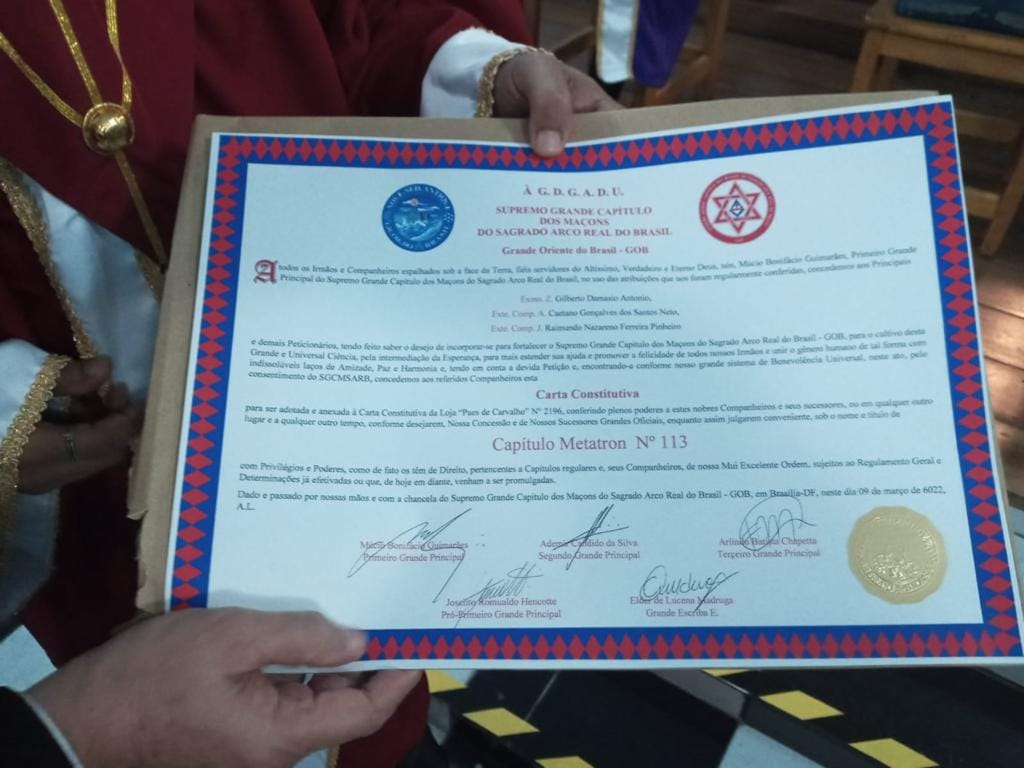 À G. D. G. A. D. U.
SUPREMO GRANDE CAPÍTULO
DOS MAÇONS
DO SAGRADO ARCO REAL DO BRASIL
Grande Oriente do Brasil - GOB
A todos os Irmãos e Companheiros espalhados sob a face da Terra, fiéis servidores do Altíssimo, Verdadeiro e Eterno Deus, nós, Múcio Bonifácio Guimarães, Primeiro Grande
Principal do Supremo Grande Capítulo dos Maçons do Sagrado Arco Real do Brasil, no uso das atribuições que nos foram regularmente conferidas, concedemos aos Principais
Exmo. Z. Gilberto Damasio Antonio,
Exte. Comp. A. Caetano Gonçalves dos Santos Neto,
Exte. Comp. J. Raimundo Nazareno Ferreira Pinheiro
e demais Peticionários, tendo feito saber o desejo de incorporar-se para fortalecer o Supremo Grande Capítulo dos Maçons do Sagrado Arco Real do Brasil - GOB, para o cultivo desta
Grande e Universal Ciência, pela intermediação da Esperança, para mais estender sua ajuda e promover a felicidade de todos nossos Irmãos e unir o gênero humano de tal forma com
indissolúveis laços de Amizade, Paz e Harmonia e, tendo em conta a devida Petição e, encontrando-a conforme nosso grande sistema de Benevolência Universal, neste ato, pelo
consentimento do SGCMSARB, concedemos aos referidos Companheiros esta
Carta Constitutiva
para ser adotada e anexada à Carta Constitutiva da Loja "Paes de Carvalho" Nº 2196, conferindo plenos poderes a estes nobres Companheiros e seus sucessores, ou em qualquer outro
lugar e a qualquer outro tempo, conforme desejarem, Nossa Concessão e de Nossos Sucessores Grandes Oficiais, enquanto assim julgarem conveniente, sob o nome e título de
Capítulo Metatron Nº 113
com Privilégios e Poderes, como de fato os têm de Direito, pertencentes a Capítulos regulares e, seus Companheiros, de nossa Mui Excelente Ordem, sujeitos ao Regulamento Geral e
Determinações já efetivadas ou que, de hoje em diante, venham a ser promulgadas.
Dado e passado por nossas mãos e com a chancela do Supremo Grande Capítulo dos Maçons do Sagrado Arco Real do Brasil - GOB, em Brasília-DF, neste dia 09 de março de 6022,
A.L.
Múcio Bonifácio Guimarães
Primeiro Grande Principal
Ademir Candido da Silva
Segundo Grande Principal
Arlindo Batista Chapetta
Terçeiro Grande Principal
Joselito Romualdo Hencotte
Pró-Primeiro Grande Principal
Elder de Lucena Madruga
Grande Escriba E.